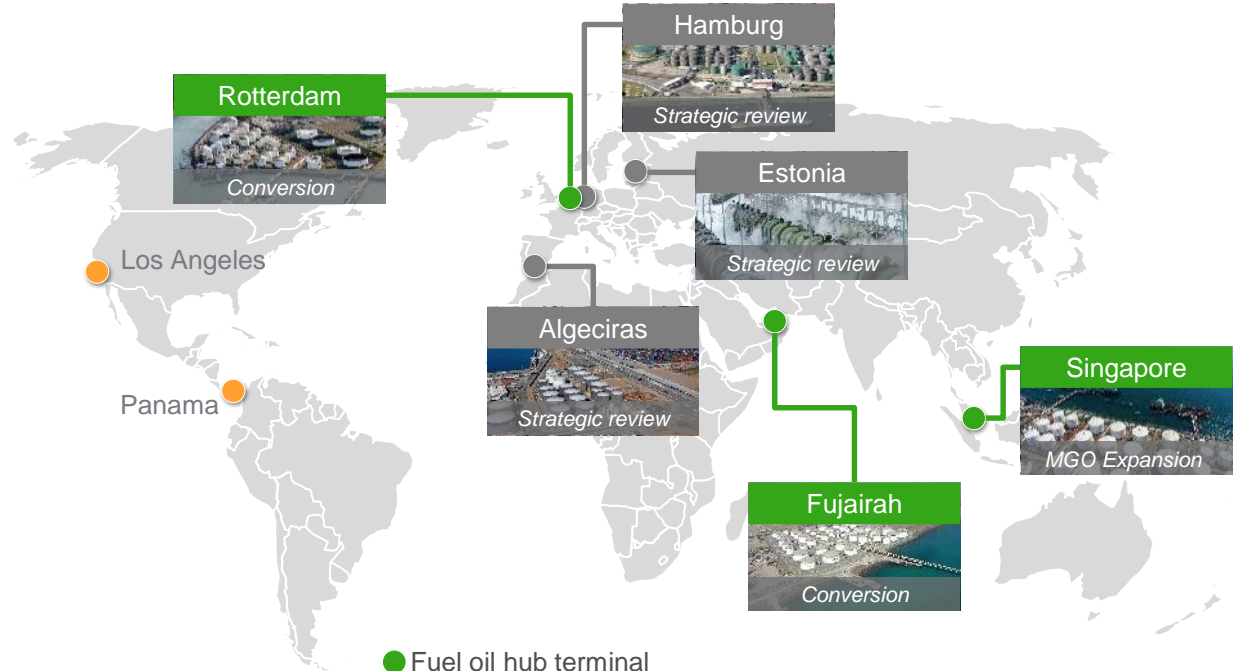 Hamburg
Strategic review
Rotterdam
Conversion
Estonia
Strategic review
Los Angeles
Algeciras
Strategic review
Singapore
MGO Expansion
Panama
Fujairah
Conversion
Fuel oil hub terminal